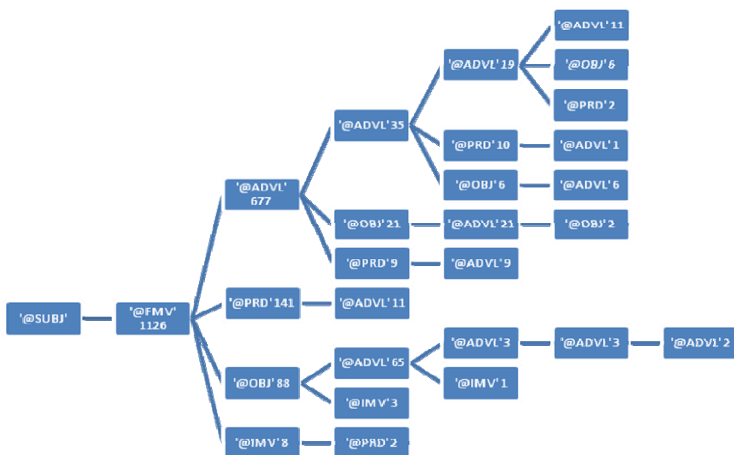 '@SUBJ'
'@FMV'
1126
'@ADVL'
677
'@ADVL'35
'@ADVL'19
'@ADVL'11
'@OBJ'6
'@PRD'2
'@PRD'10
'@ADVL'1
'@OBJ'6
'@ADVL'6
'@OBJ'21
'@ADVL'21
'@OBJ'2
'@PRD'9
'@ADVL'9
'@PRD'141
'@ADVL'11
'@OBJ'88
'@ADVL'65
'@ADVL'3
'@ADVL'3
'@ADVL'2
'@IMV'1
'@IMV'3
'@IMV'8
'@PRD'2